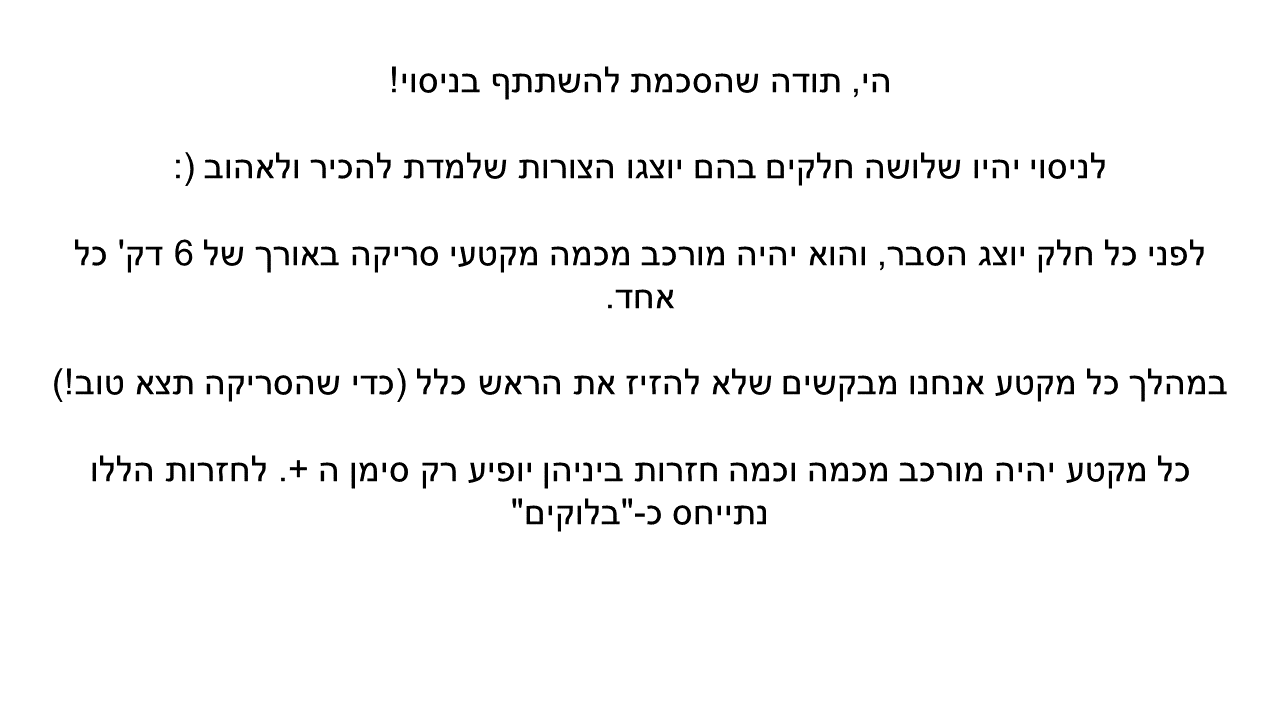 היי, תודה שהסכמת להשתתף בניסוי!
לניסוי יהיו שלושה חלקים בהם יוצגו הצורות שלמדת להכיר ולאהוב (:
לפני כל חלק יוצג הסבר, והוא יהיה מורכב מכמה מקטעי סריקה באורך של 6 דק' כל
אחד.
במהלך כל מקטע אנחנו מבקשים שלא להזיז את הראש כלל (כדי שהסריקה תצא טוב!)
כל מקטע יהיה מורכב מכמה וכמה חזרות ביניהן יופיע רק סימן ה +. לחזרות הללו
נתייחס כ-"בלוקים"